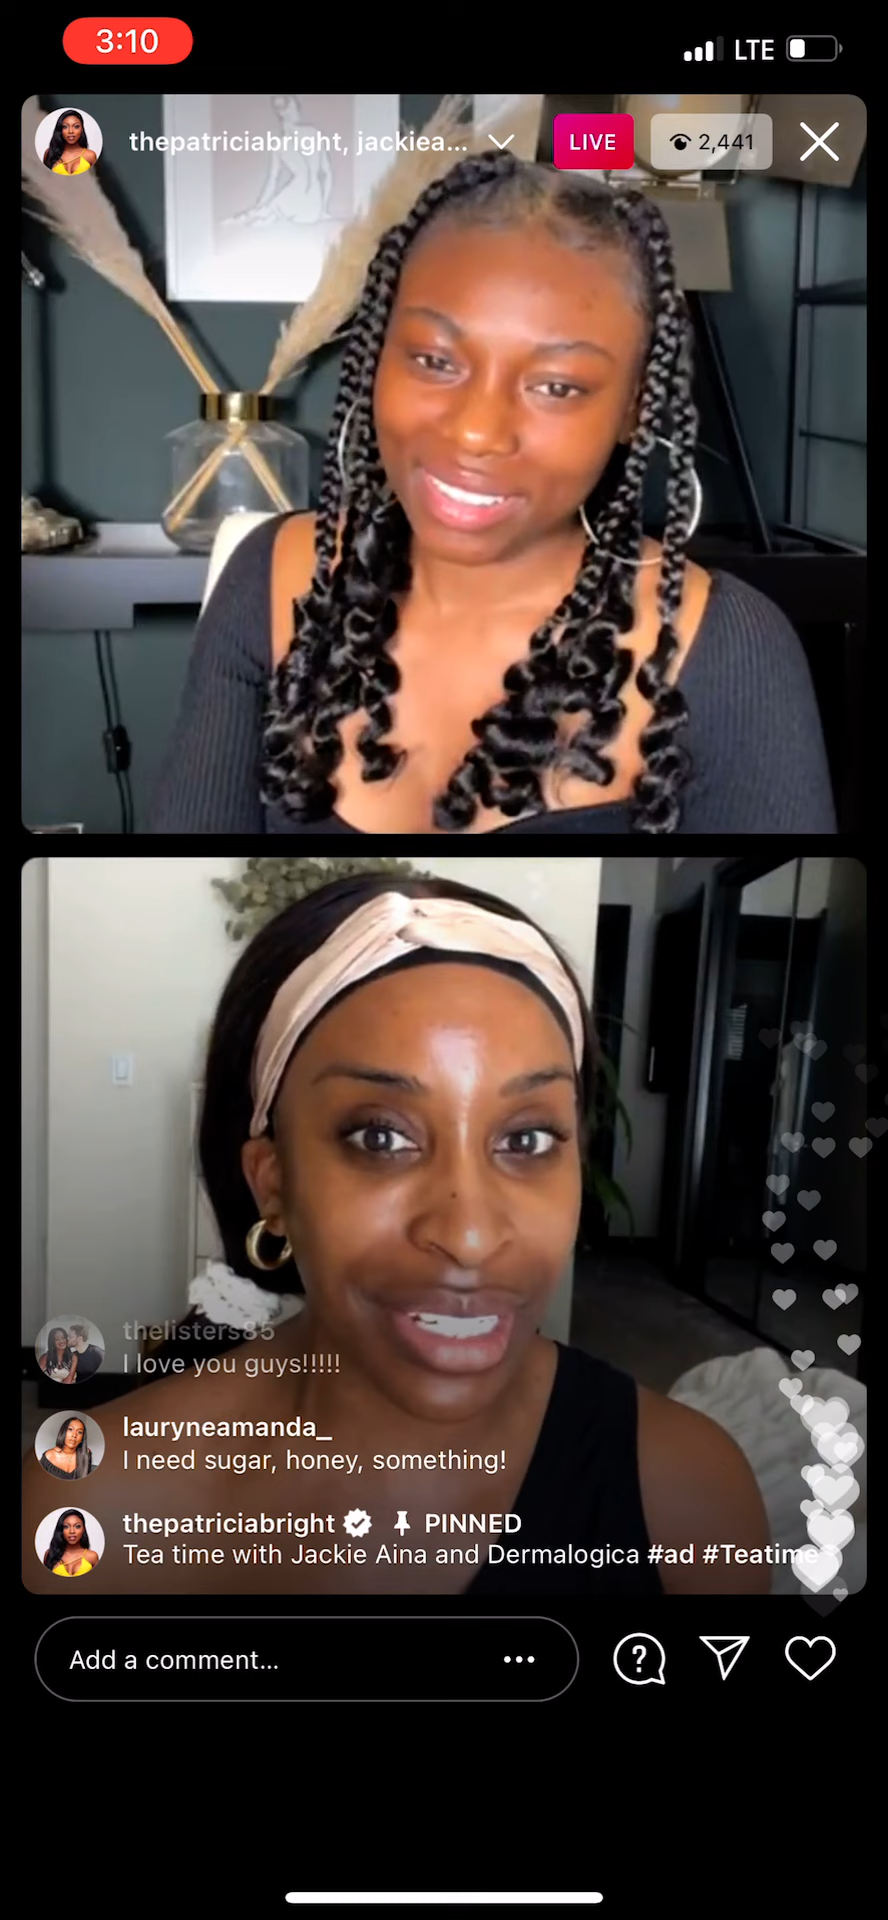 3:10
LTE
thepatriciabright, jackiea...
LIVE
2,441
thelisters85
I love you guys!!!!!
lauryneamanda_
I need sugar, honey, something!
thepatriciabright PINNED
Tea time with Jackie Aina and Dermalogica #ad #Teatime
Add a comment...